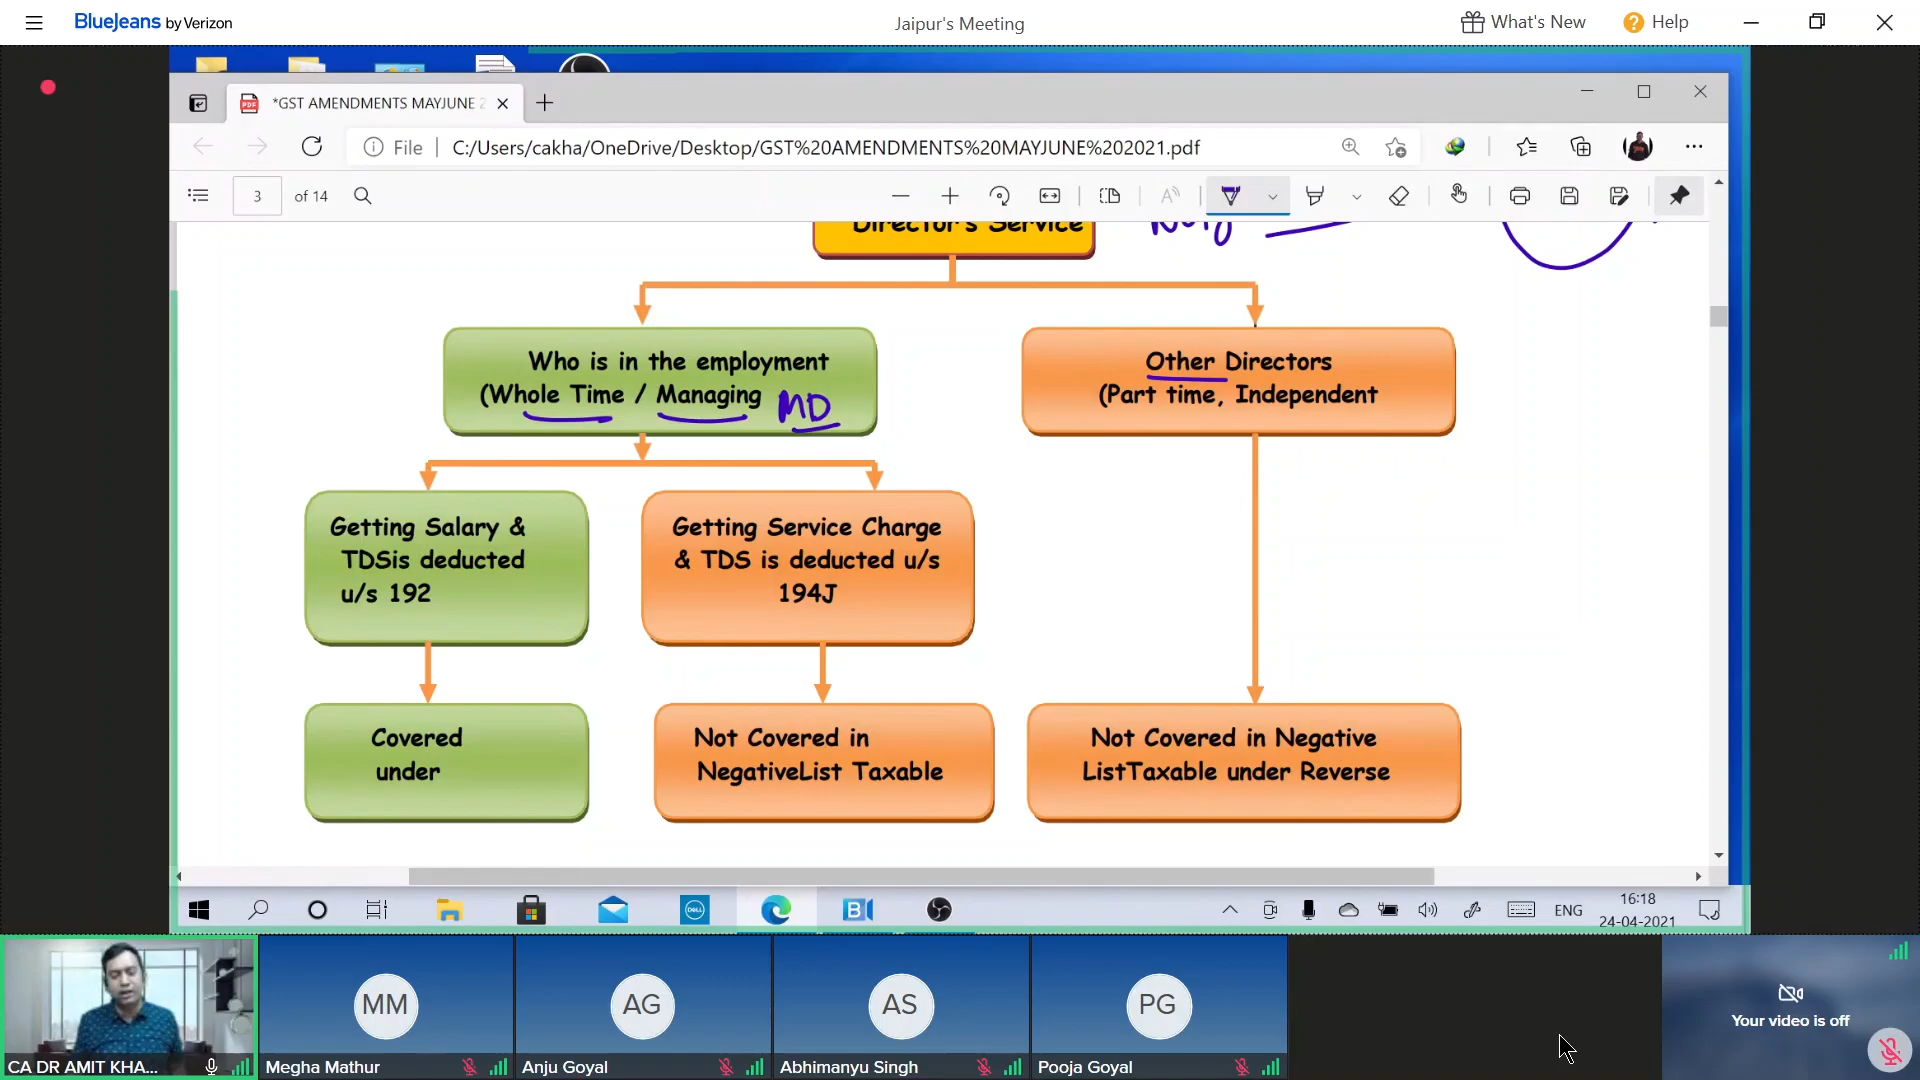 BlueJeans by Verizon
Jaipur's Meeting
What's New
Help
*GST AMENDMENTS MAYJUNE 2
File
C:/Users/cakha/OneDrive/Desktop/GST%20AMENDMENTS%20MAYJUNE%202021.pdf
3 of 14
Director's Service
Who is in the employment
(Whole Time / Managing MD
Other Directors
(Part time, Independent
Getting Salary &
TDSis deducted
u/s 192
Getting Service Charge
& TDS is deducted u/s
194J
Covered
under
Not Covered in
NegativeList Taxable
Not Covered in Negative
ListTaxable under Reverse
DELL
ENG
16:18
24-04-2021
CA DR AMIT KHA...
MM
Megha Mathur
AG
Anju Goyal
AS
Abhimanyu Singh
PG
Pooja Goyal
Your video is off